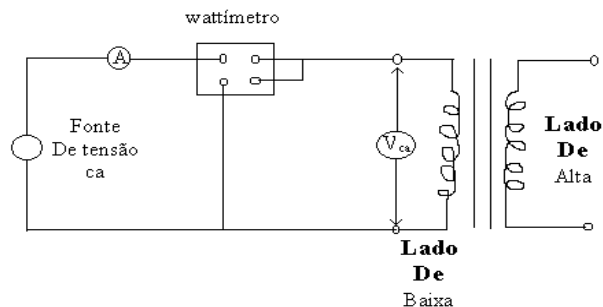 wattímetro
A
Fonte
De tensão
ca
Vca
Lado
De
Alta
Lado
De
Baixa